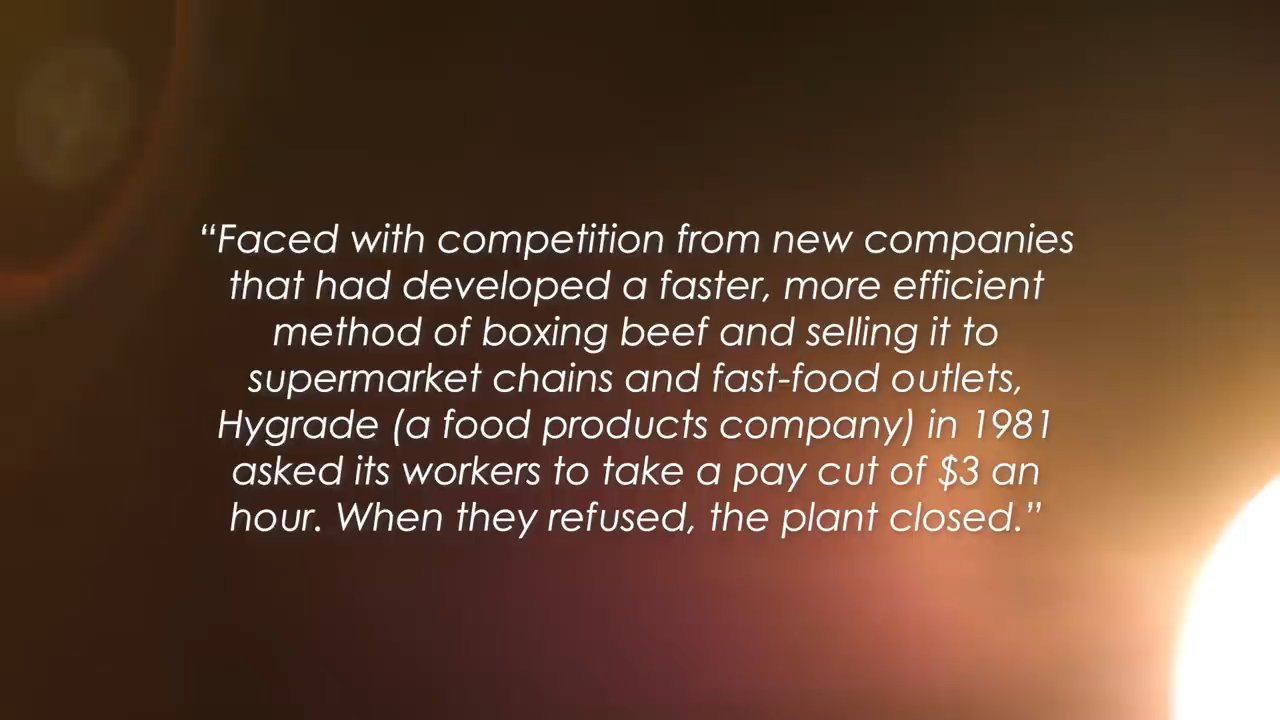 “Faced with competition from new companies
that had developed a faster, more efficient
method of boxing beef and selling it to
supermarket chains and fast-food outlets,
Hygrade (a food products company) in 1981
asked its workers to take a pay cut of $3 an
hour. When they refused, the plant closed.”